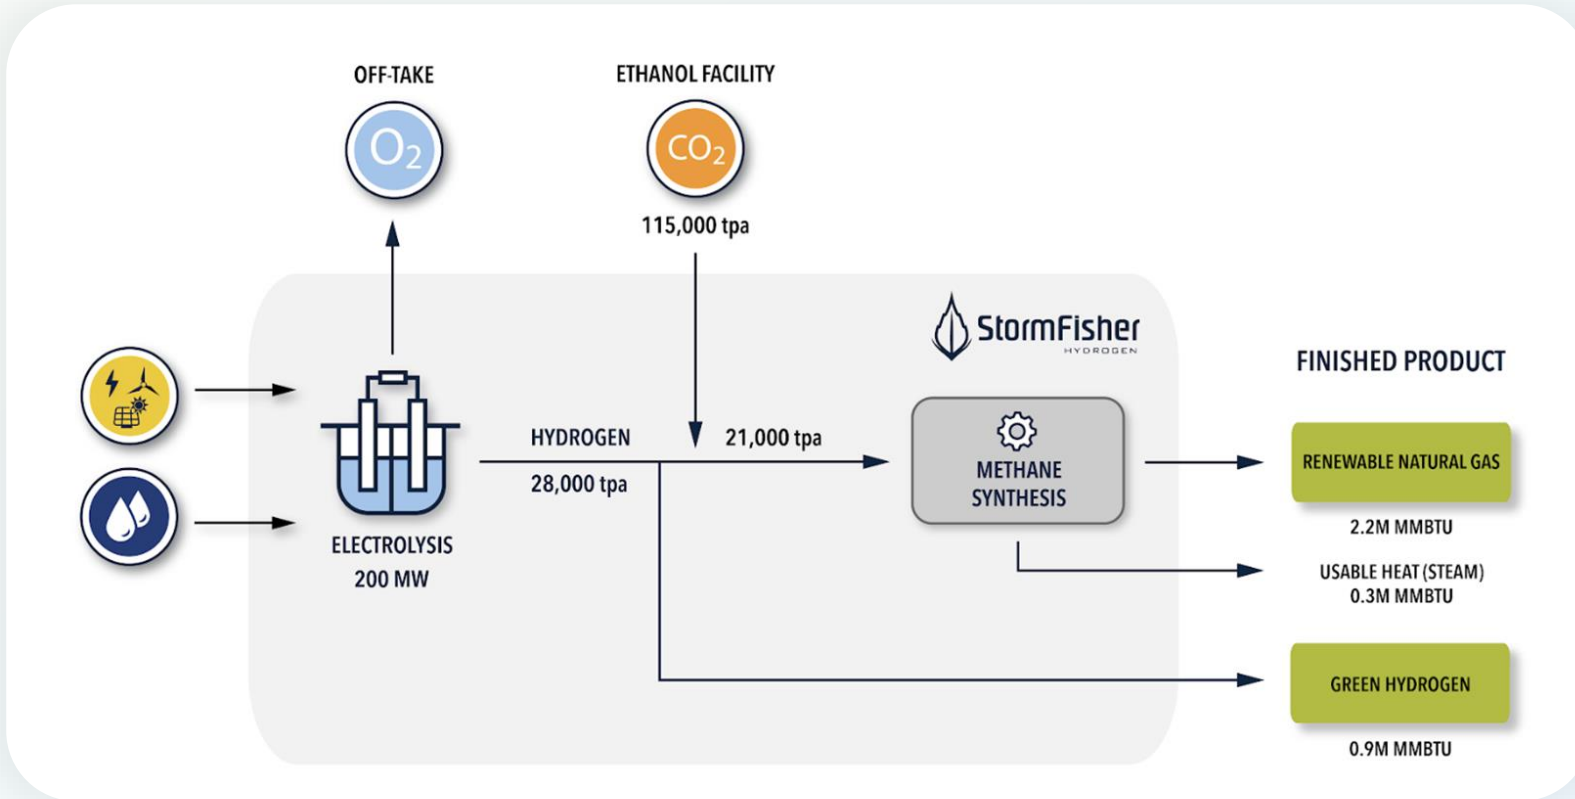 OFF-TAKE
O₂
ETHANOL FACILITY
CO₂
115,000 tpa
StormFisher
HYDROGEN
FINISHED PRODUCT
ELECTROLYSIS
200 MW
HYDROGEN
28,000 tpa
21,000 tpa
METHANE
SYNTHESIS
RENEWABLE NATURAL GAS
2.2M MMBTU
USABLE HEAT (STEAM)
0.3M MMBTU
GREEN HYDROGEN
0.9M MMBTU